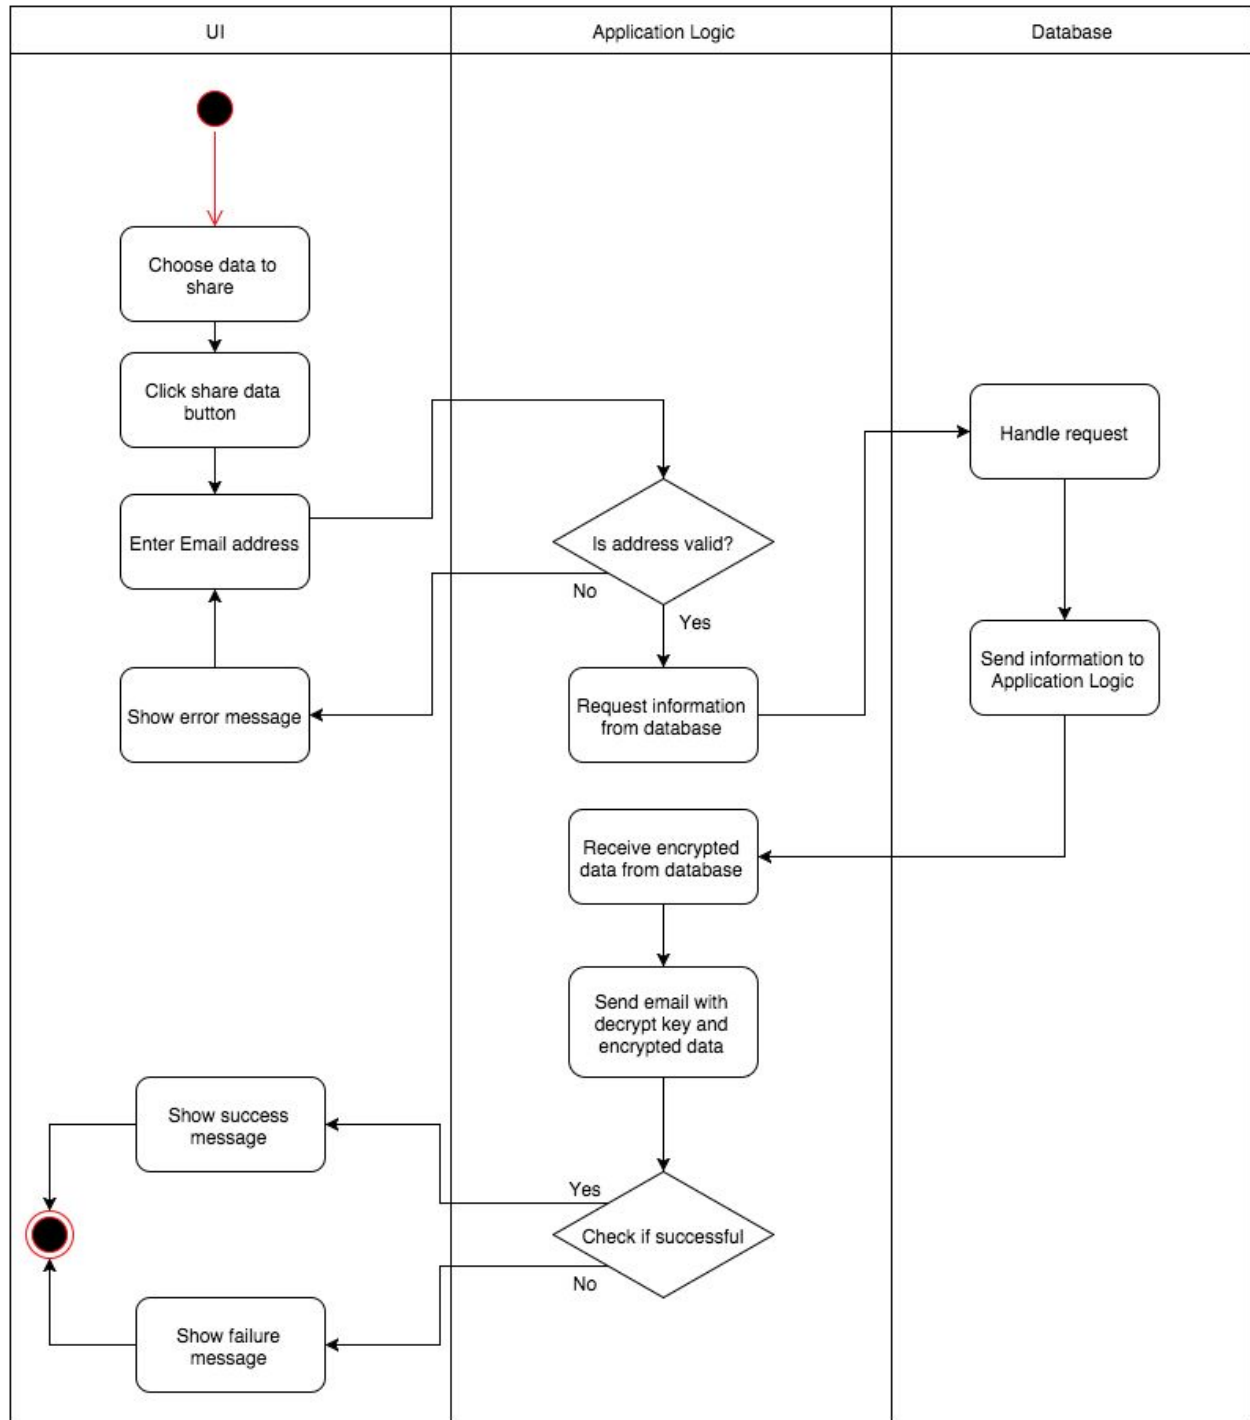 UI
Application Logic
Database
Choose data to
share
Click share data
button
Enter Email address
Show error message
Is address valid?
No
Yes
Request information
from database
Handle request
Send information to
Application Logic
Receive encrypted
data from database
Send email with
decrypt key and
encrypted data
Check if successful
Yes
No
Show success
message
Show failure
message